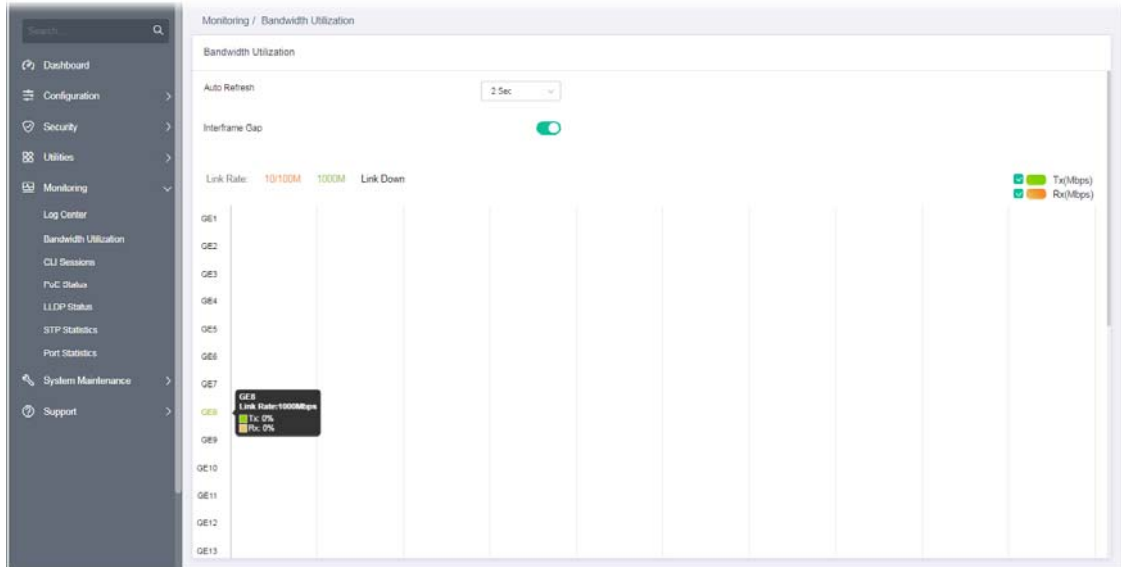 Search...
Dashboard
Configuration
Security
Utilities
Monitoring
Log Center
Bandwidth Utilization
CLI Sessions
PoE Status
LLDP Status
STP Statistics
Port Statistics
System Maintenance
Support
Monitoring / Bandwidth Utilization
Bandwidth Utilization
Auto Refresh
2 Sec
Interframe Gap
Link Rate: 10/100M 1000M Link Down
Tx(Mbps)
Rx(Mbps)
GE1
GE2
GE3
GE4
GE5
GE6
GE7
GE8
GE8
Link Rate:1000Mbps
Tx: 0%
Rx: 0%
GE9
GE10
GE11
GE12
GE13